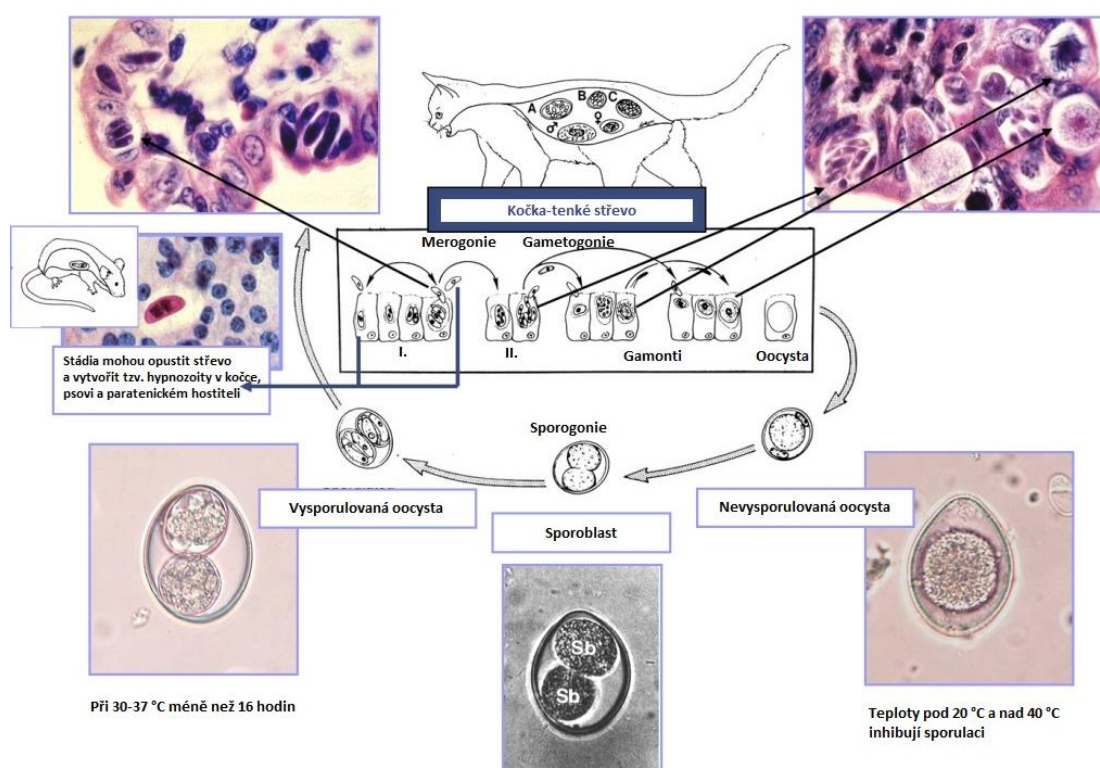 A
B
C
♂
♀
Kočka-tenké střevo
Merogonie
Gametogonie
I.
II.
Gamonti
Oocysta
Stádia mohou opustit střevo
a vytvořit tzv. hypnozoity v kočce,
psovi a paratenickém hostiteli
Sporogonie
Vysporulovaná oocysta
Nevysporulovaná oocysta
Sporoblast
Sb
Sb
Při 30-37 °C méně než 16 hodin
Teploty pod 20 °C a nad 40 °C
inhibují sporulaci